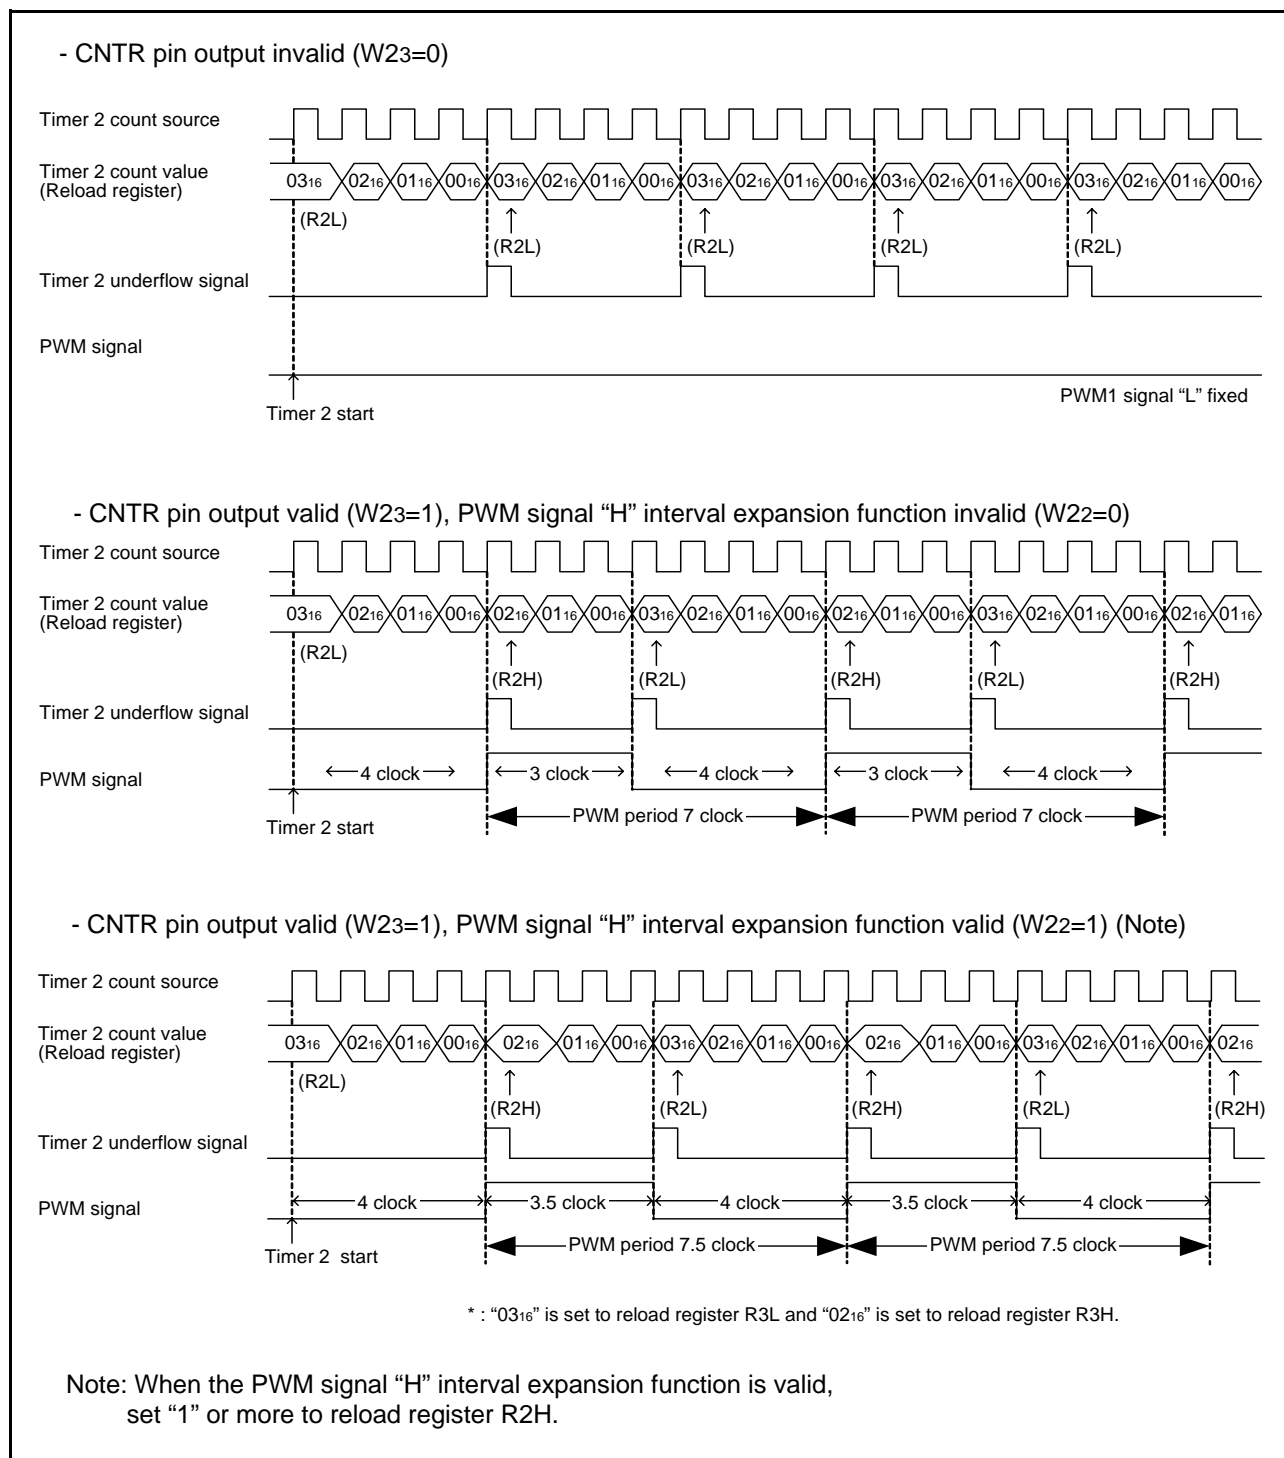 - CNTR pin output invalid (W23=0)
Timer 2 count source
Timer 2 count value
(Reload register)
0316 0216 0116 0016 0316 0216 0116 0016 0316 0216 0116 0016 0316 0216 0116 0016 0316 0216 0116 0016
(R2L) (R2L) (R2L) (R2L) (R2L)
Timer 2 underflow signal
PWM signal
PWM1 signal “L” fixed
Timer 2 start
- CNTR pin output valid (W23=1), PWM signal “H” interval expansion function invalid (W22=0)
Timer 2 count source
Timer 2 count value
(Reload register)
0316 0216 0116 0016 0216 0116 0016 0316 0216 0116 0016 0216 0116 0016 0316 0216 0116 0016 0216 0116
(R2L) (R2H) (R2L) (R2H) (R2L) (R2H)
Timer 2 underflow signal
PWM signal
4 clock 3 clock 4 clock 3 clock 4 clock
PWM period 7 clock PWM period 7 clock
Timer 2 start
- CNTR pin output valid (W23=1), PWM signal “H” interval expansion function valid (W22=1) (Note)
Timer 2 count source
Timer 2 count value
(Reload register)
0316 0216 0116 0016 0216 0116 0016 0316 0216 0116 0016 0216 0116 0016 0316 0216 0116 0016 0216
(R2L) (R2H) (R2L) (R2H) (R2L) (R2H)
Timer 2 underflow signal
PWM signal
4 clock 3.5 clock 4 clock 3.5 clock 4 clock
PWM period 7.5 clock PWM period 7.5 clock
Timer 2 start
* : “0316” is set to reload register R3L and “0216” is set to reload register R3H.
Note: When the PWM signal “H” interval expansion function is valid,
set “1” or more to reload register R2H.